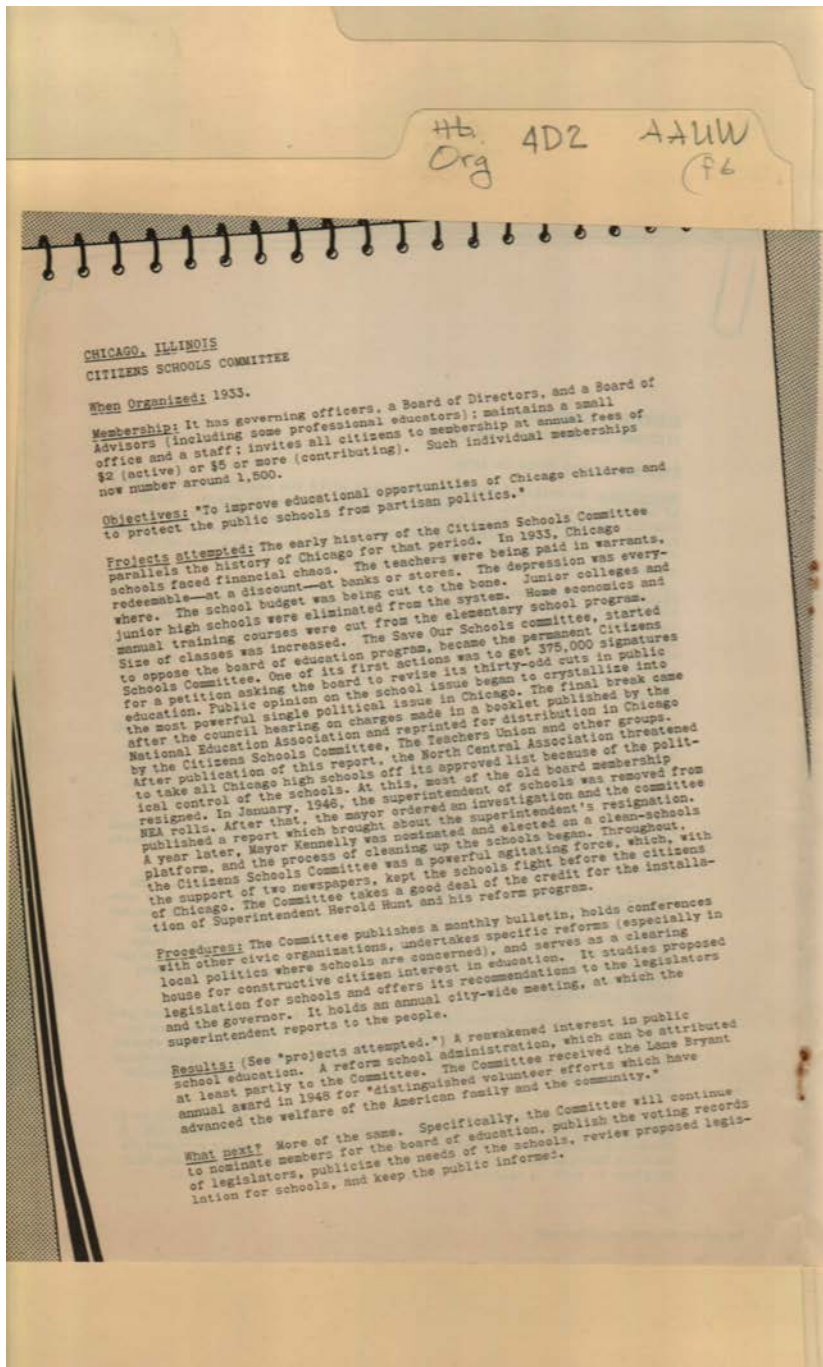 Hb. 4D2 AAUW
Org (f6
CHICAGO, ILLINOIS
CITIZENS SCHOOLS COMMITTEE
When Organized: 1933.
Membership: It has governing officers, a Board of Directors, and a Board of
Advisors (including some professional educators); maintains a small
office and a staff; invites all citizens to membership at annual fees of
$2 (active) or $5 or more (contributing). Such individual memberships
now number around 1,500.
Objectives: "To improve educational opportunities of Chicago children and
to protect the public schools from partisan politics."
Projects attempted: The early history of the Citizens Schools Committee
parallels the history of Chicago for that period. In 1933, Chicago
schools faced financial chaos. The teachers were being paid in warrants,
redeemable—at a discount—at banks or stores. The depression was every-
where. The school budget was being cut to the bone. Junior colleges and
junior high schools were eliminated from the system. Home economics and
manual training courses were cut from the elementary school program.
Size of classes was increased. The Save Our Schools committee, started
to oppose the board of education program, became the permanent Citizens
Schools Committee. One of its first actions was to get 375,000 signatures
for a petition asking the board to revise its thirty-odd cuts in public
education. Public opinion on the school issue began to crystallize into
the most powerful single political issue in Chicago. The final break came
after the council hearing on charges made in a booklet published by the
National Education Association and reprinted for distribution in Chicago
by the Citizens Schools Committee, The Teachers Union and other groups.
After publication of this report, the North Central Association threatened
to take all Chicago high schools off its approved list because of the polit-
ical control of the schools. At this, most of the old board membership
resigned. In January, 1946, the superintendent of schools was removed from
NEA rolls. After that, the mayor ordered an investigation and the committee
published a report which brought about the superintendent's resignation.
A year later, Mayor Kennelly was nominated and elected on a clean-schools
platform, and the process of cleaning up the schools began. Throughout,
the Citizens Schools Committee was a powerful agitating force, which, with
the support of two newspapers, kept the schools fight before the citizens
of Chicago. The Committee takes a good deal of the credit for the installa-
tion of Superintendent Herold Hunt and his reform program.
Procedures: The Committee publishes a monthly bulletin, holds conferences
with other civic organizations, undertakes specific reforms (especially in
local politics where schools are concerned), and serves as a clearing
house for constructive citizen interest in education. It studies proposed
legislation for schools and offers its recommendations to the legislators
and the governor. It holds an annual city-wide meeting, at which the
superintendent reports to the people.
Results: (See "projects attempted.") A reawakened interest in public
school education. A reform school administration, which can be attributed
at least partly to the Committee. The Committee received the Lane Bryant
annual award in 1948 for "distinguished volunteer efforts which have
advanced the welfare of the American family and the community."
What next? More of the same. Specifically, the Committee will continue
to nominate members for the board of education, publish the voting records
of legislators, publicize the needs of the schools, review proposed legis-
lation for schools, and keep the public informed.